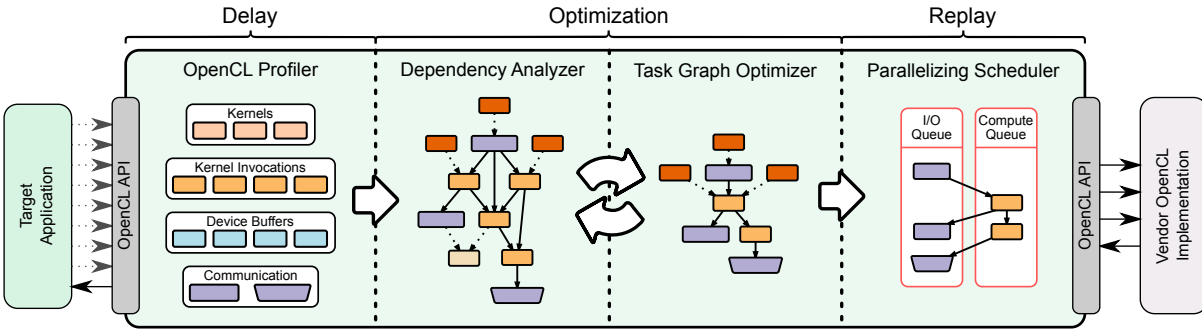 Delay
Optimization
Replay
OpenCL Profiler
Dependency Analyzer
Task Graph Optimizer
Parallelizing Scheduler
Target
Application
OpenCL API
Kernels
Kernel Invocations
Device Buffers
Communication
I/O
Queue
Compute
Queue
OpenCL API
Vendor OpenCL
Implementation